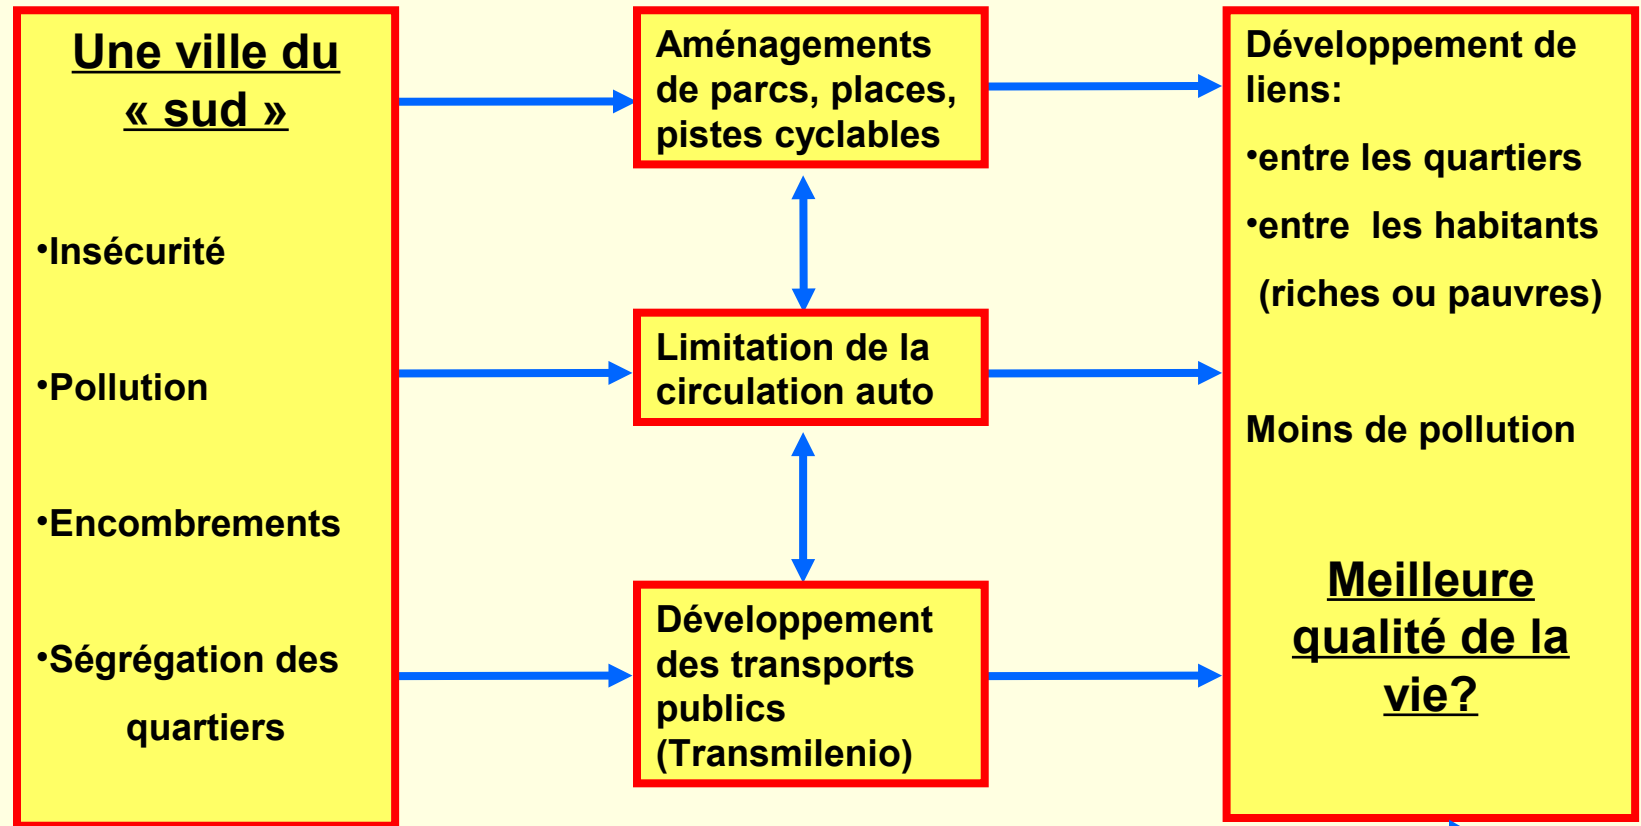 Une ville du
« sud »
•Insécurité
•Pollution
•Encombrements
•Ségrégation des
quartiers
Aménagements
de parcs, places,
pistes cyclables
Limitation de la
circulation auto
Développement
des transports
publics
(Transmilenio)
Développement de
liens:
•entre les quartiers
•entre les habitants
(riches ou pauvres)
Moins de pollution
Meilleure
qualité de la
vie?